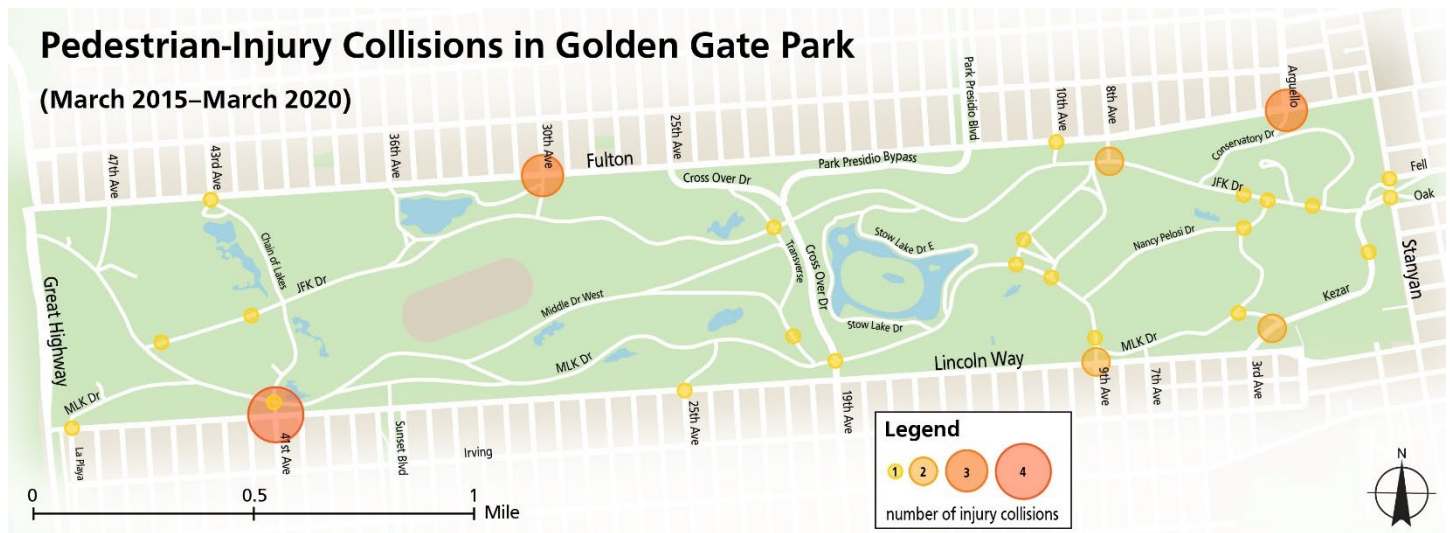 Pedestrian-Injury Collisions in Golden Gate Park
(March 2015–March 2020)
47th Ave
43rd Ave
36th Ave
30th Ave
Fulton
25th Ave
Park Presidio Blvd
10th Ave
8th Ave
Arguello
Cross Over Dr
Park Presidio Bypass
Conservatory Dr
JFK Dr
Fell
Oak
Stanyan
Great Highway
Chain of Lakes
JFK Dr
Middle Dr West
Transverse
Cross Over Dr
Stow Lake Dr E
Stow Lake Dr
Nancy Pelosi Dr
Kezar
MLK Dr
MLK Dr
MLK Dr
Lincoln Way
La Playa
41st Ave
Sunset Blvd
Irving
25th Ave
19th Ave
9th Ave
7th Ave
3rd Ave
0
0.5
1
Mile
Legend
1
2
3
4
number of injury collisions
N